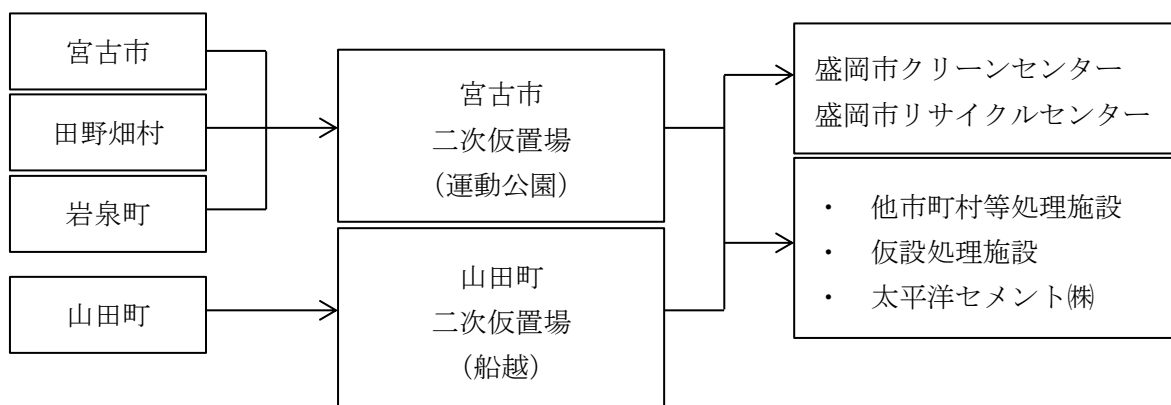 宮古市
田野畑村
岩泉町
山田町
宮古市
二次仮置場
(運動公園)
山田町
二次仮置場
(船越)
盛岡市クリーンセンター
盛岡市リサイクルセンター
・ 他市町村等処理施設
・ 仮設処理施設
・ 太平洋セメント㈱